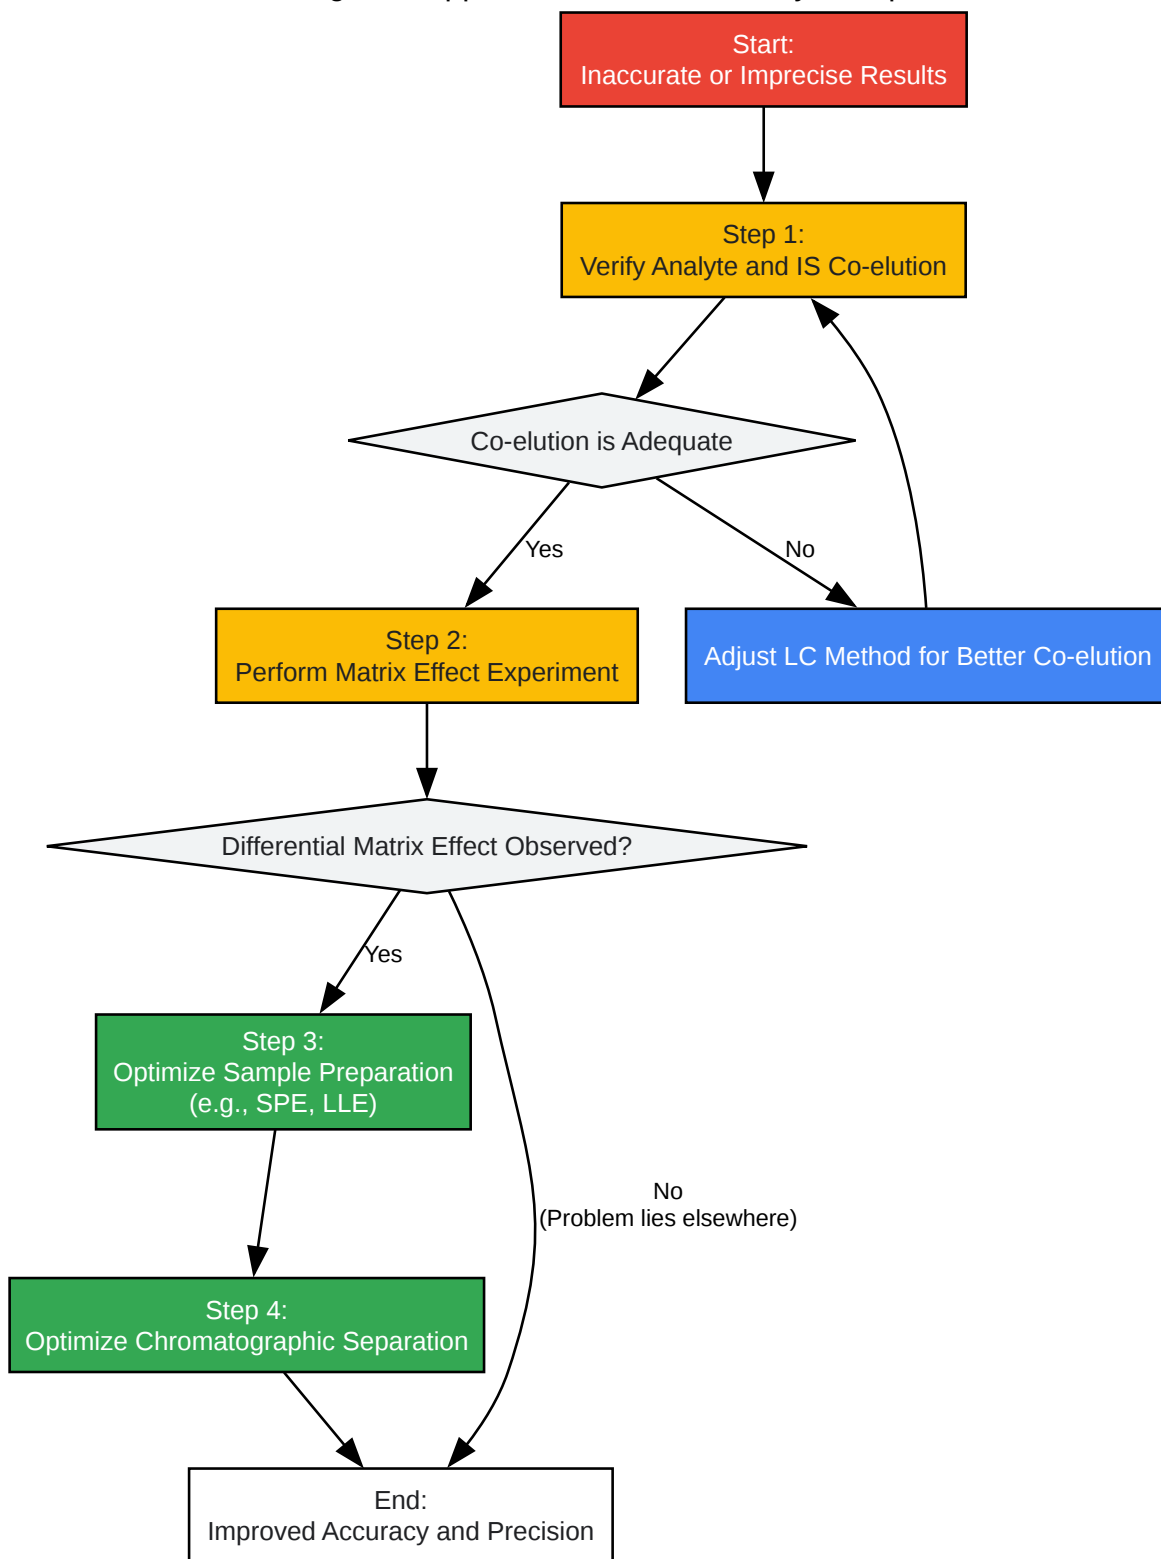 Start:
Inaccurate or Imprecise Results
Step 1:
Verify Analyte and IS Co-elution
Co-elution is Adequate
Yes
No
Step 2:
Perform Matrix Effect Experiment
Adjust LC Method for Better Co-elution
Differential Matrix Effect Observed?
Yes
Step 3:
Optimize Sample Preparation
(e.g., SPE, LLE)
No
(Problem lies elsewhere)
Step 4:
Optimize Chromatographic Separation
End:
Improved Accuracy and Precision